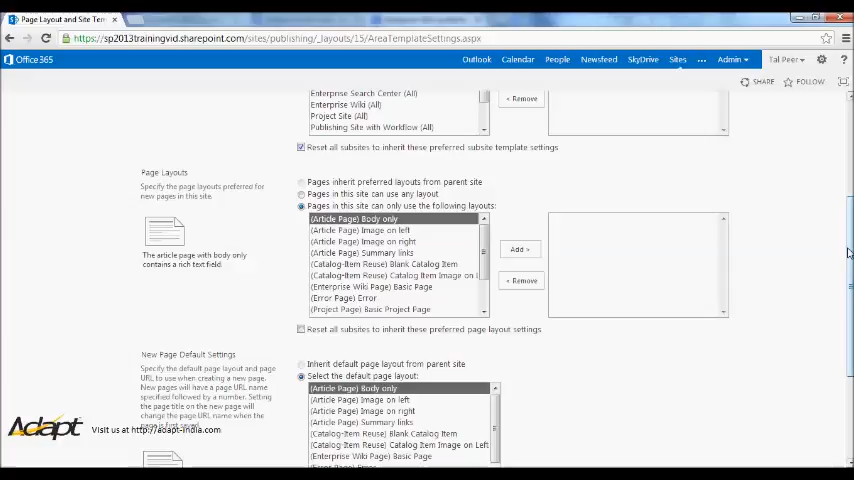 Page Layout and Site Tem
https://sp2013trainingvid.sharepoint.com/sites/publishing/_layouts/15/AreaTemplateSettings.aspx
Office 365
Outlook Calendar People Newsfeed SkyDrive Sites ... Admin Tal Peer ?
SHARE FOLLOW
Enterprise Search Center (All)
Enterprise Wiki (All)
Project Site (All)
Publishing Site with Workflow (All)
< Remove
Reset all subsites to inherit these preferred subsite template settings
Page Layouts
Specify the page layouts preferred for
new pages in this site.
The article page with body only
contains a rich text field.
Pages inherit preferred layouts from parent site
Pages in this site can use any layout
Pages in this site can only use the following layouts:
(Article Page) Body only
(Article Page) Image on left
(Article Page) Image on right
(Article Page) Summary links
(Catalog-Item Reuse) Blank Catalog Item
(Catalog-Item Reuse) Catalog Item Image on L
(Enterprise Wiki Page) Basic Page
(Error Page) Error
(Project Page) Basic Project Page
Add >
< Remove
Reset all subsites to inherit these preferred page layout settings
New Page Default Settings
Specify the default page layout and page
URL to use when creating a new page.
New pages will have a page URL name
specified followed by a number. Setting
the page title on the new page will
change the page URL name when the
page is first saved.
Inherit default page layout from parent site
Select the default page layout:
(Article Page) Body only
(Article Page) Image on left
(Article Page) Image on right
(Article Page) Summary links
(Catalog-Item Reuse) Blank Catalog Item
(Catalog-Item Reuse) Catalog Item Image on Left
(Enterprise Wiki Page) Basic Page
Adapt
Visit us at http://adapt-india.com